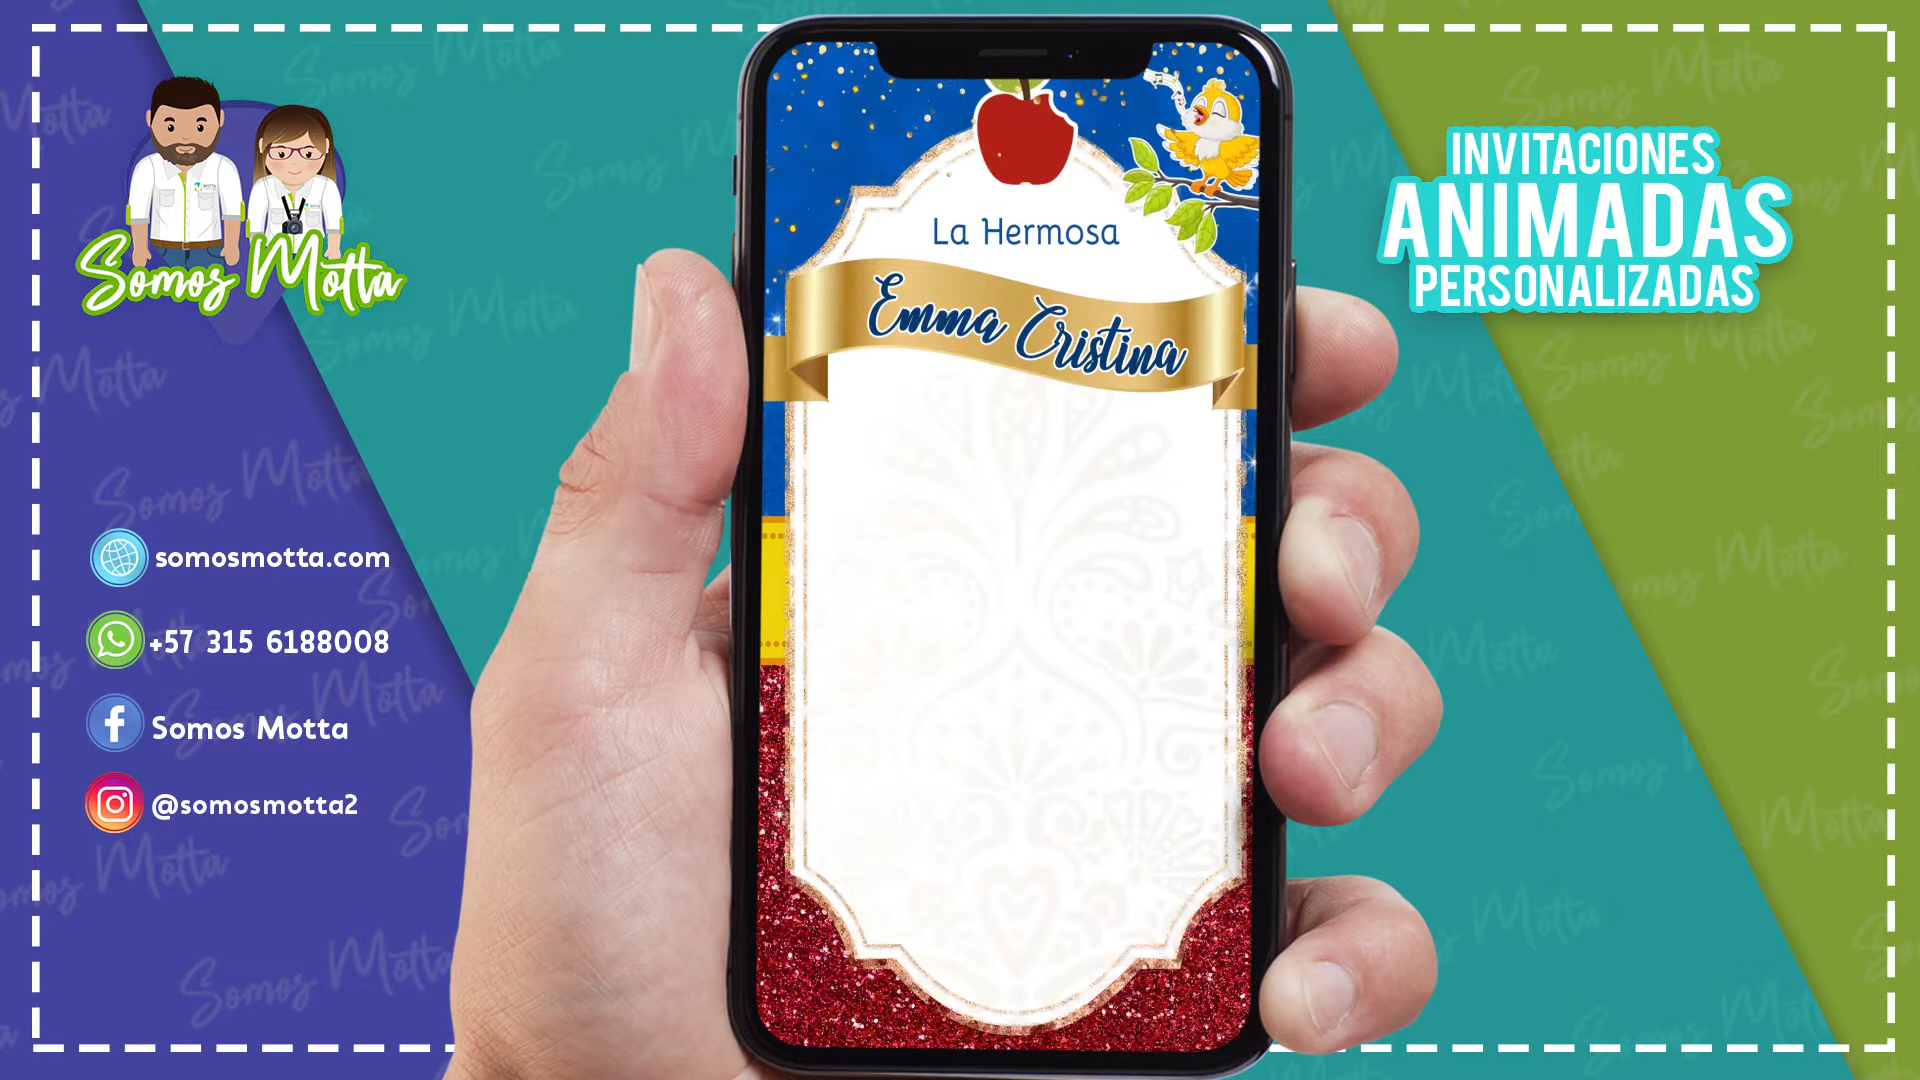 Somos Motta
somosmotta.com
+57 315 6188008
Somos Motta
@somosmotta2
La Hermosa
Emma Cristina
INVITACIONES
ANIMADAS
PERSONALIZADAS